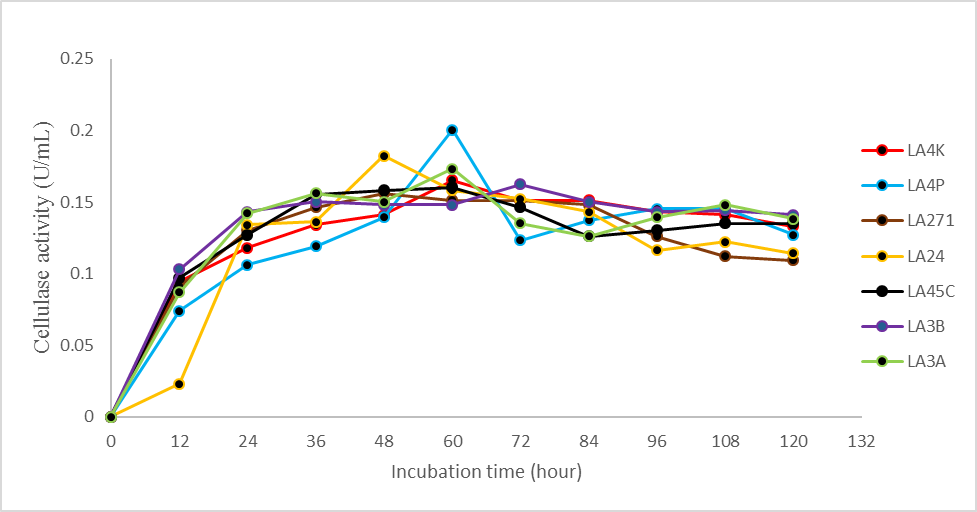 0.25
0.2
0.15
0.1
0.05
0
Cellulase activity (U/mL)
0 12 24 36 48 60 72 84 96 108 120 132
Incubation time (hour)
LA4K
LA4P
LA271
LA24
LA45C
LA3B
LA3A